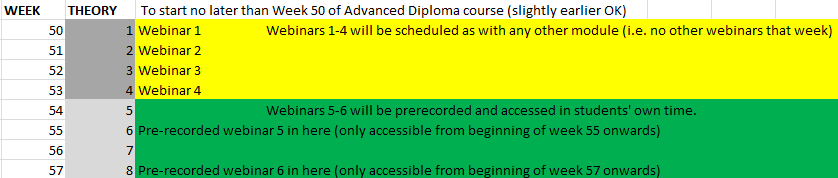 WEEK THEORY To start no later than Week 50 of Advanced Diploma course (slightly earlier OK)
50 1 Webinar 1 Webinars 1-4 will be scheduled as with any other module (i.e. no other webinars that week)
51 2 Webinar 2
52 3 Webinar 3
53 4 Webinar 4
54 5 Webinars 5-6 will be prerecorded and accessed in students' own time.
55 6 Pre-recorded webinar 5 in here (only accessible from beginning of week 55 onwards)
56 7
57 8 Pre-recorded webinar 6 in here (only accessible from beginning of week 57 onwards)